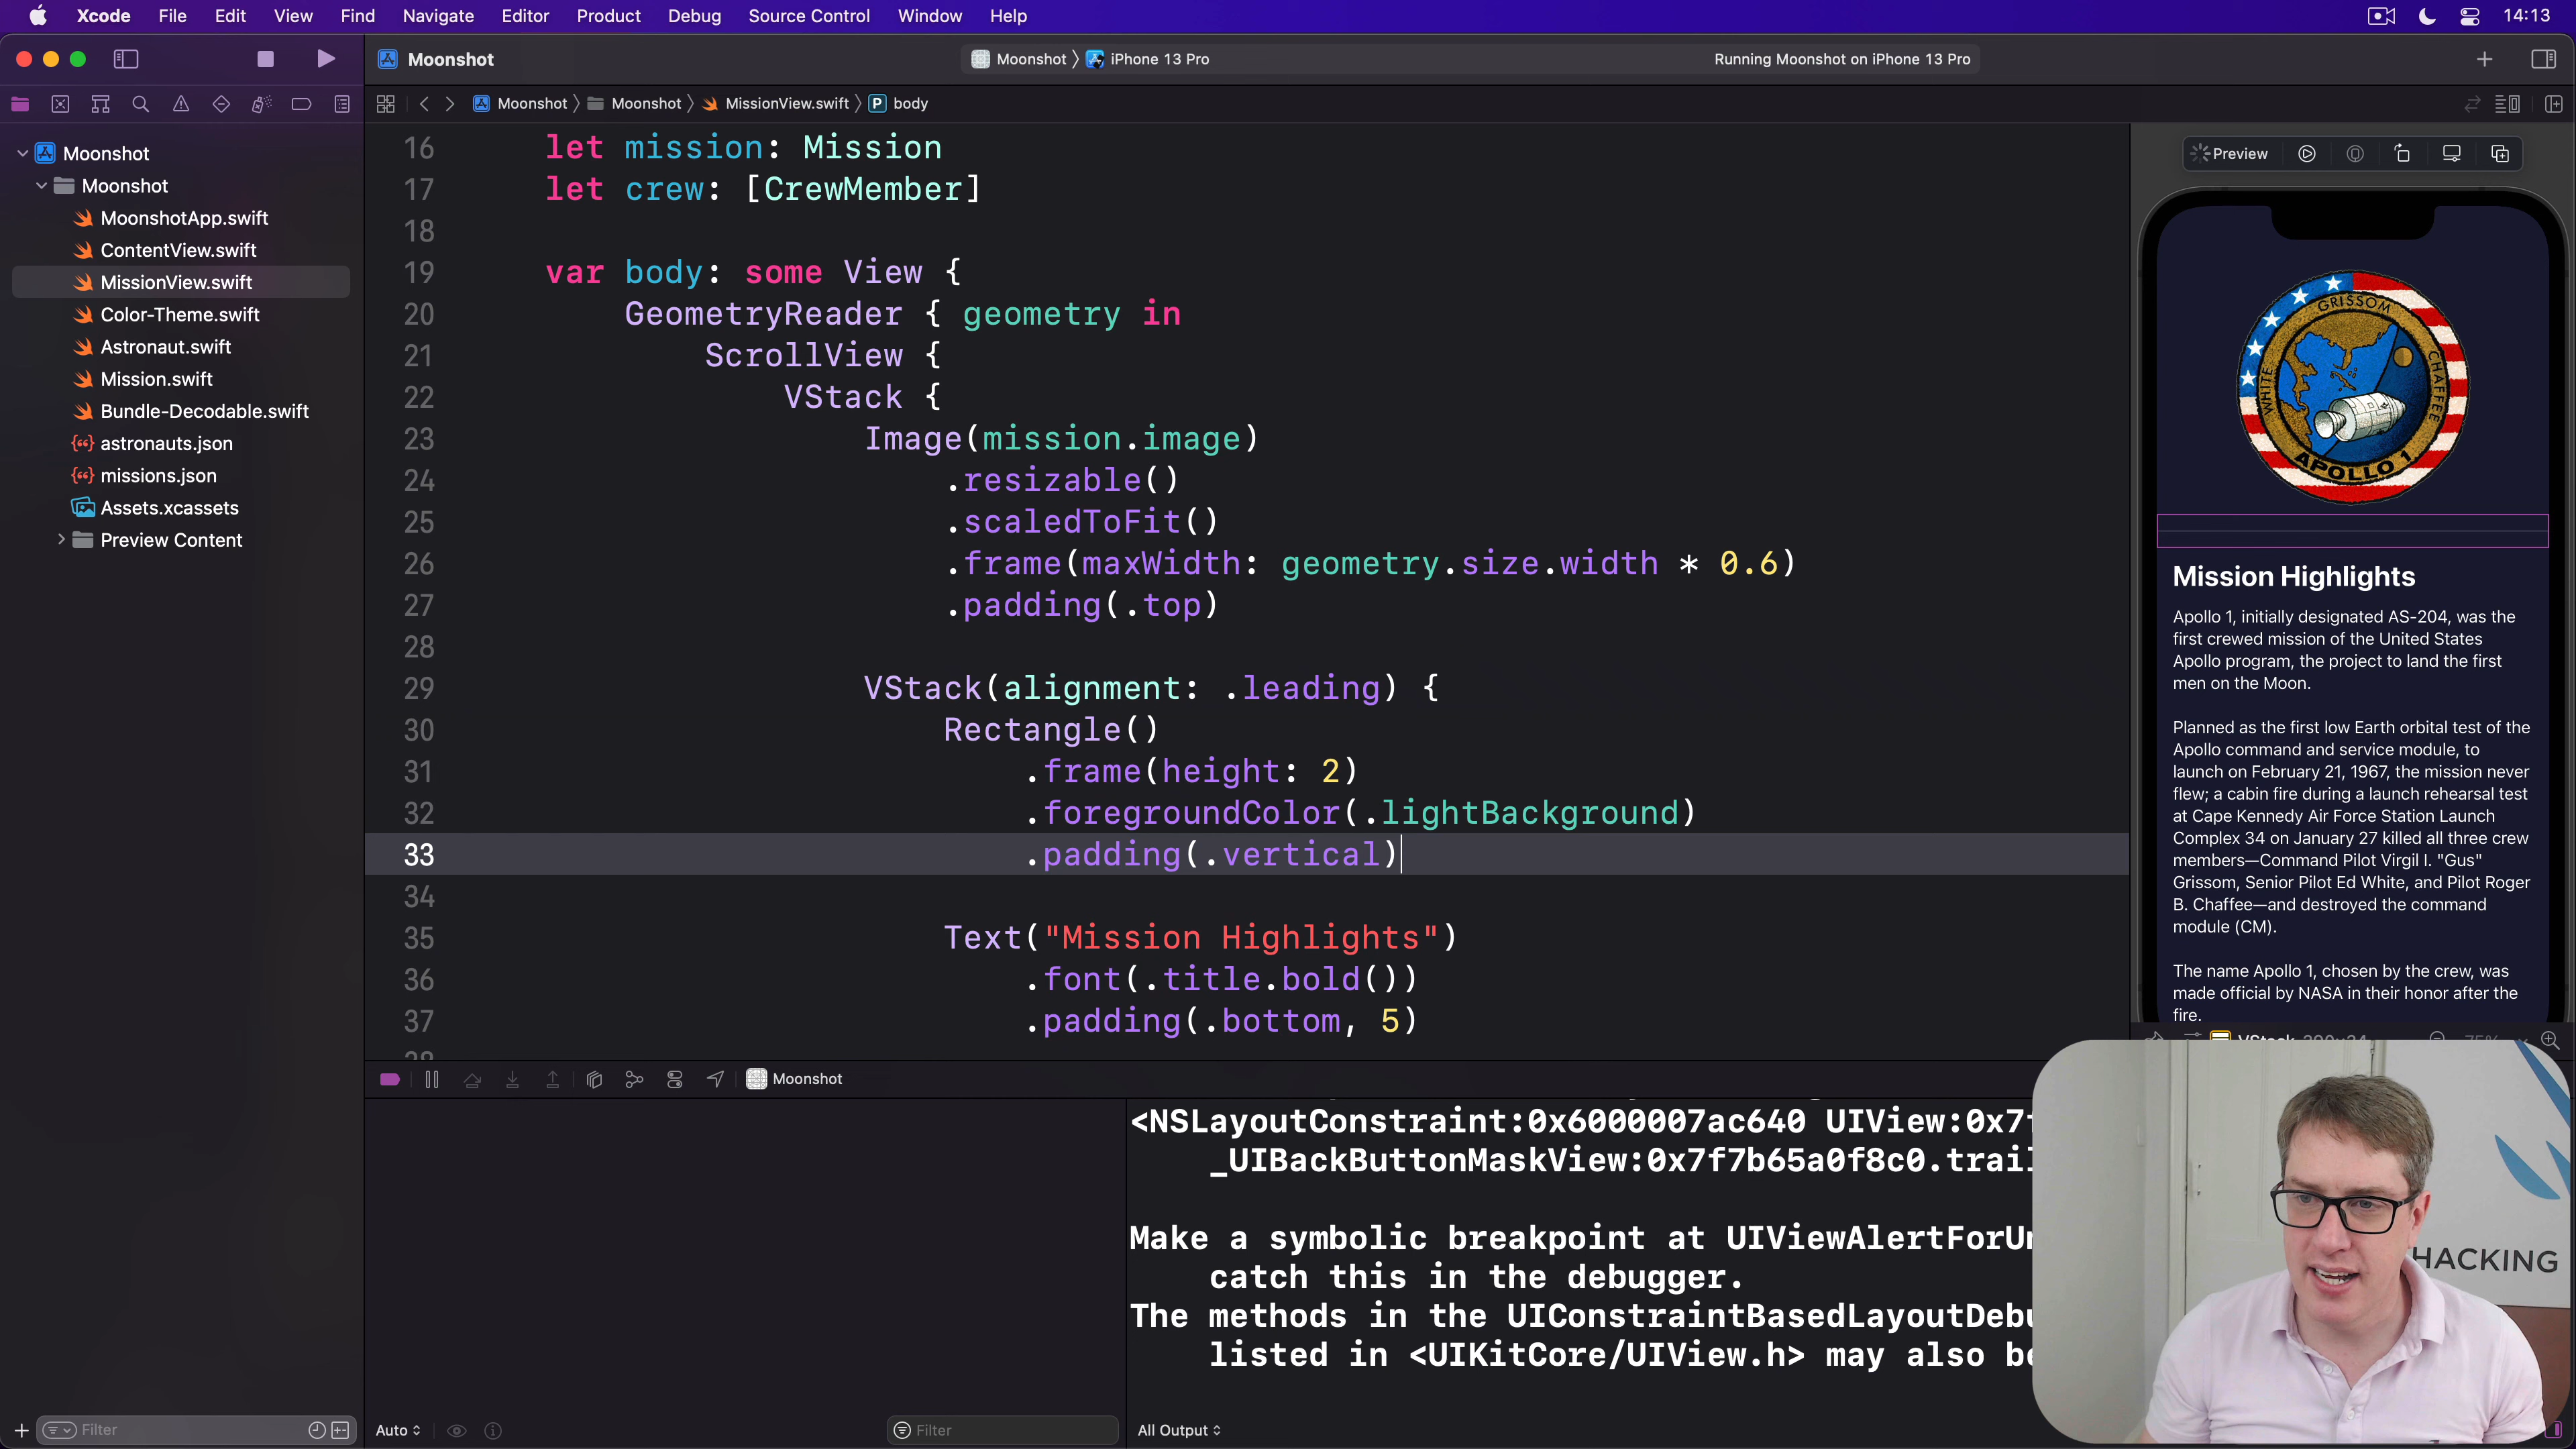 Xcode File Edit View Find Navigate Editor Product Debug Source Control Window Help 14:13
Moonshot
Moonshot iPhone 13 Pro
Running Moonshot on iPhone 13 Pro
Moonshot Moonshot MissionView.swift P body
Moonshot
Moonshot
MoonshotApp.swift
ContentView.swift
MissionView.swift
Color-Theme.swift
Astronaut.swift
Mission.swift
Bundle-Decodable.swift
astronauts.json
missions.json
Assets.xcassets
Preview Content
Filter
16 let mission: Mission
17 let crew: [CrewMember]
18
19 var body: some View {
20 GeometryReader { geometry in
21 ScrollView {
22 VStack {
23 Image(mission.image)
24 .resizable()
25 .scaledToFit()
26 .frame(maxWidth: geometry.size.width * 0.6)
27 .padding(.top)
28
29 VStack(alignment: .leading) {
30 Rectangle()
31 .frame(height: 2)
32 .foregroundColor(.lightBackground)
33 .padding(.vertical)
34
35 Text("Mission Highlights")
36 .font(.title.bold())
37 .padding(.bottom, 5)
Preview
GRISSOM
WHITE
CHAFFEE
APOLLO 1
Mission Highlights
Apollo 1, initially designated AS-204, was the
first crewed mission of the United States
Apollo program, the project to land the first
men on the Moon.
Planned as the first low Earth orbital test of the
Apollo command and service module, to
launch on February 21, 1967, the mission never
flew; a cabin fire during a launch rehearsal test
at Cape Kennedy Air Force Station Launch
Complex 34 on January 27 killed all three crew
members—Command Pilot Virgil I. "Gus"
Grissom, Senior Pilot Ed White, and Pilot Roger
B. Chaffee—and destroyed the command
module (CM).
The name Apollo 1, chosen by the crew, was
made official by NASA in their honor after the
fire.
Moonshot
<NSLayoutConstraint:0x6000007ac640 UIView:0x7
_UIBackButtonMaskView:0x7f7b65a0f8c0.trail
Make a symbolic breakpoint at UIViewAlertForUn
catch this in the debugger.
The methods in the UIConstraintBasedLayoutDebu
listed in <UIKitCore/UIView.h> may also be
Auto
Filter
All Output
HACKING